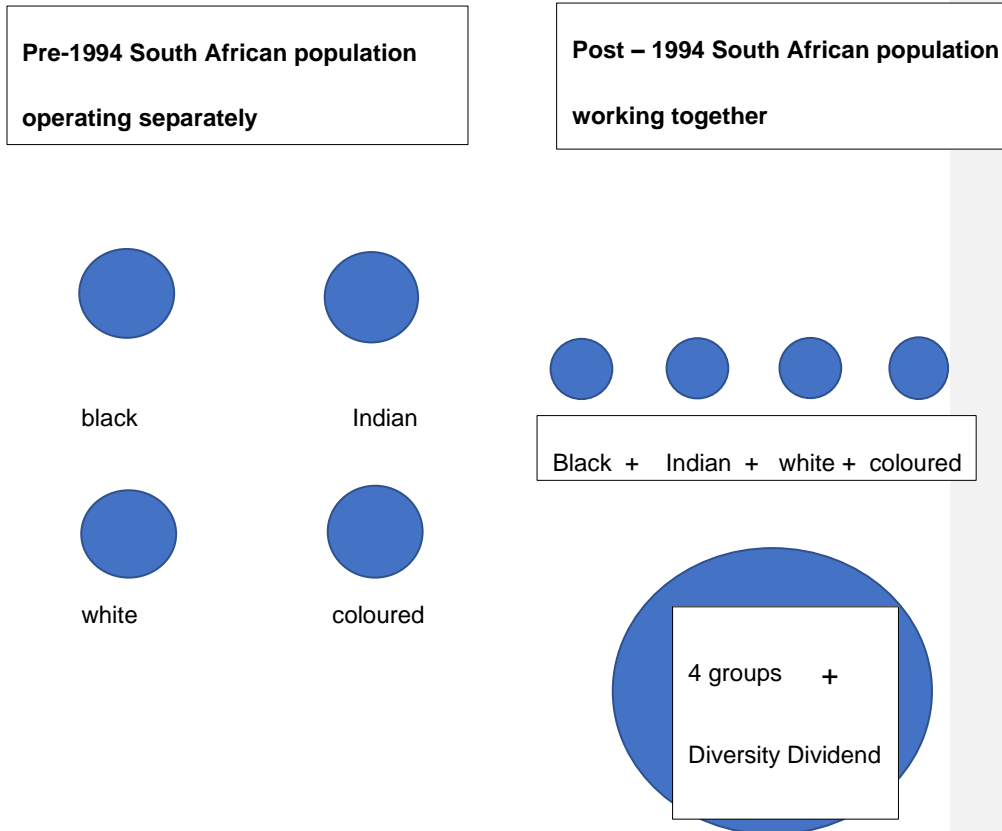 Pre-1994 South African population
operating separately
Post – 1994 South African population
working together
black
Indian
white
coloured
Black + Indian + white + coloured
4 groups +
Diversity Dividend